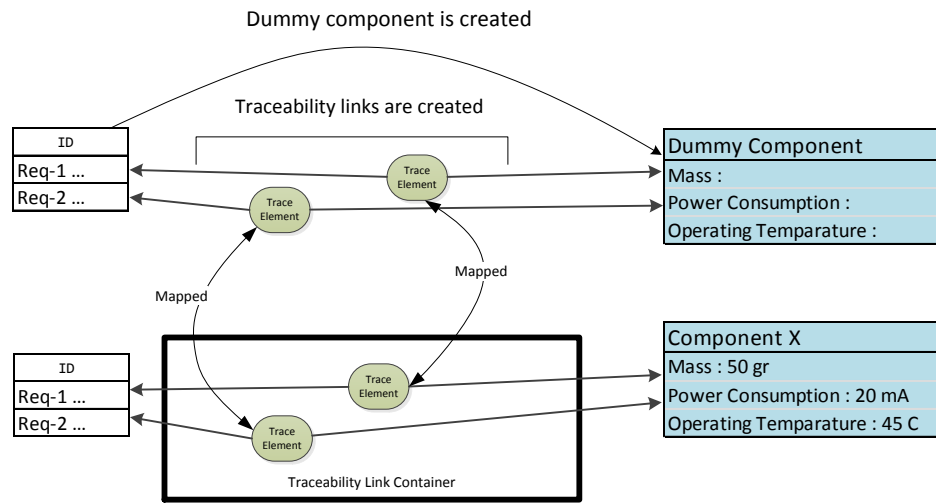 Dummy component is created
Traceability links are created
ID
Req-1 ...
Req-2 ...
Trace
Element
Trace
Element
Dummy Component
Mass :
Power Consumption :
Operating Temparature :
Mapped
Mapped
ID
Req-1 ...
Req-2 ...
Trace
Element
Trace
Element
Traceability Link Container
Component X
Mass : 50 gr
Power Consumption : 20 mA
Operating Temparature : 45 C